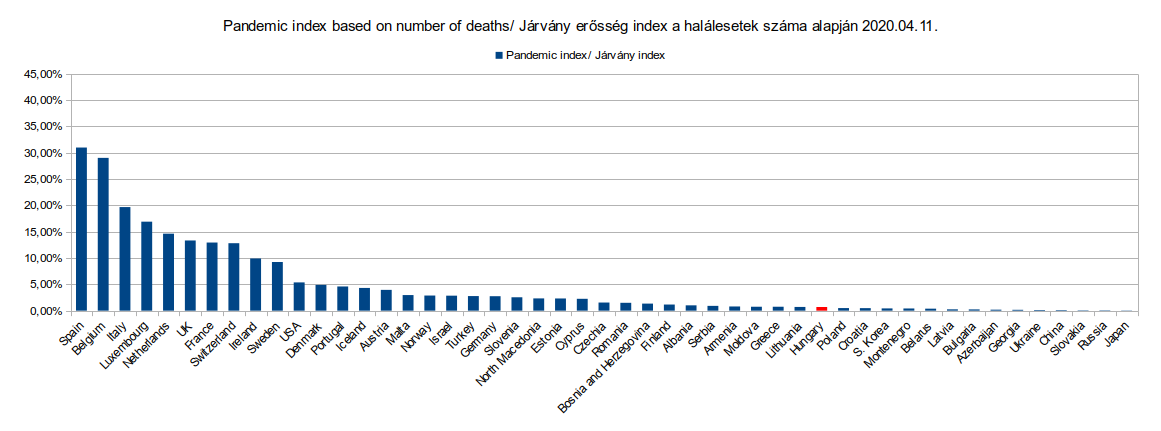 Pandemic index based on number of deaths/ Járvány erősség index a halálesetek száma alapján 2020.04.11.
Pandemic index/ Járvány index
45,00%
40,00%
35,00%
30,00%
25,00%
20,00%
15,00%
10,00%
5,00%
0,00%
Spain
Belgium
Italy
Luxembourg
Netherlands
UK
France
Switzerland
Ireland
Sweden
USA
Denmark
Portugal
Iceland
Austria
Malta
Norway
Israel
Turkey
Germany
Slovenia
North Macedonia
Estonia
Cyprus
Czechia
Romania
Bosnia and Herzegovina
Finland
Albania
Serbia
Armenia
Moldova
Greece
Lithuania
Hungary
Poland
Croatia
S. Korea
Montenegro
Belarus
Latvia
Bulgaria
Azerbaijan
Georgia
Ukraine
China
Slovakia
Russia
Japan